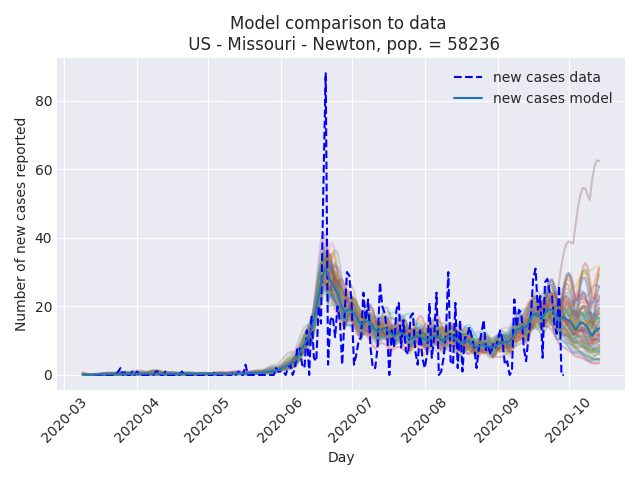 Model comparison to data
US - Missouri - Newton, pop. = 58236
new cases data
new cases model
Number of new cases reported
80
60
40
20
0
2020-03
2020-04
2020-05
2020-06
2020-07
2020-08
2020-09
2020-10
Day